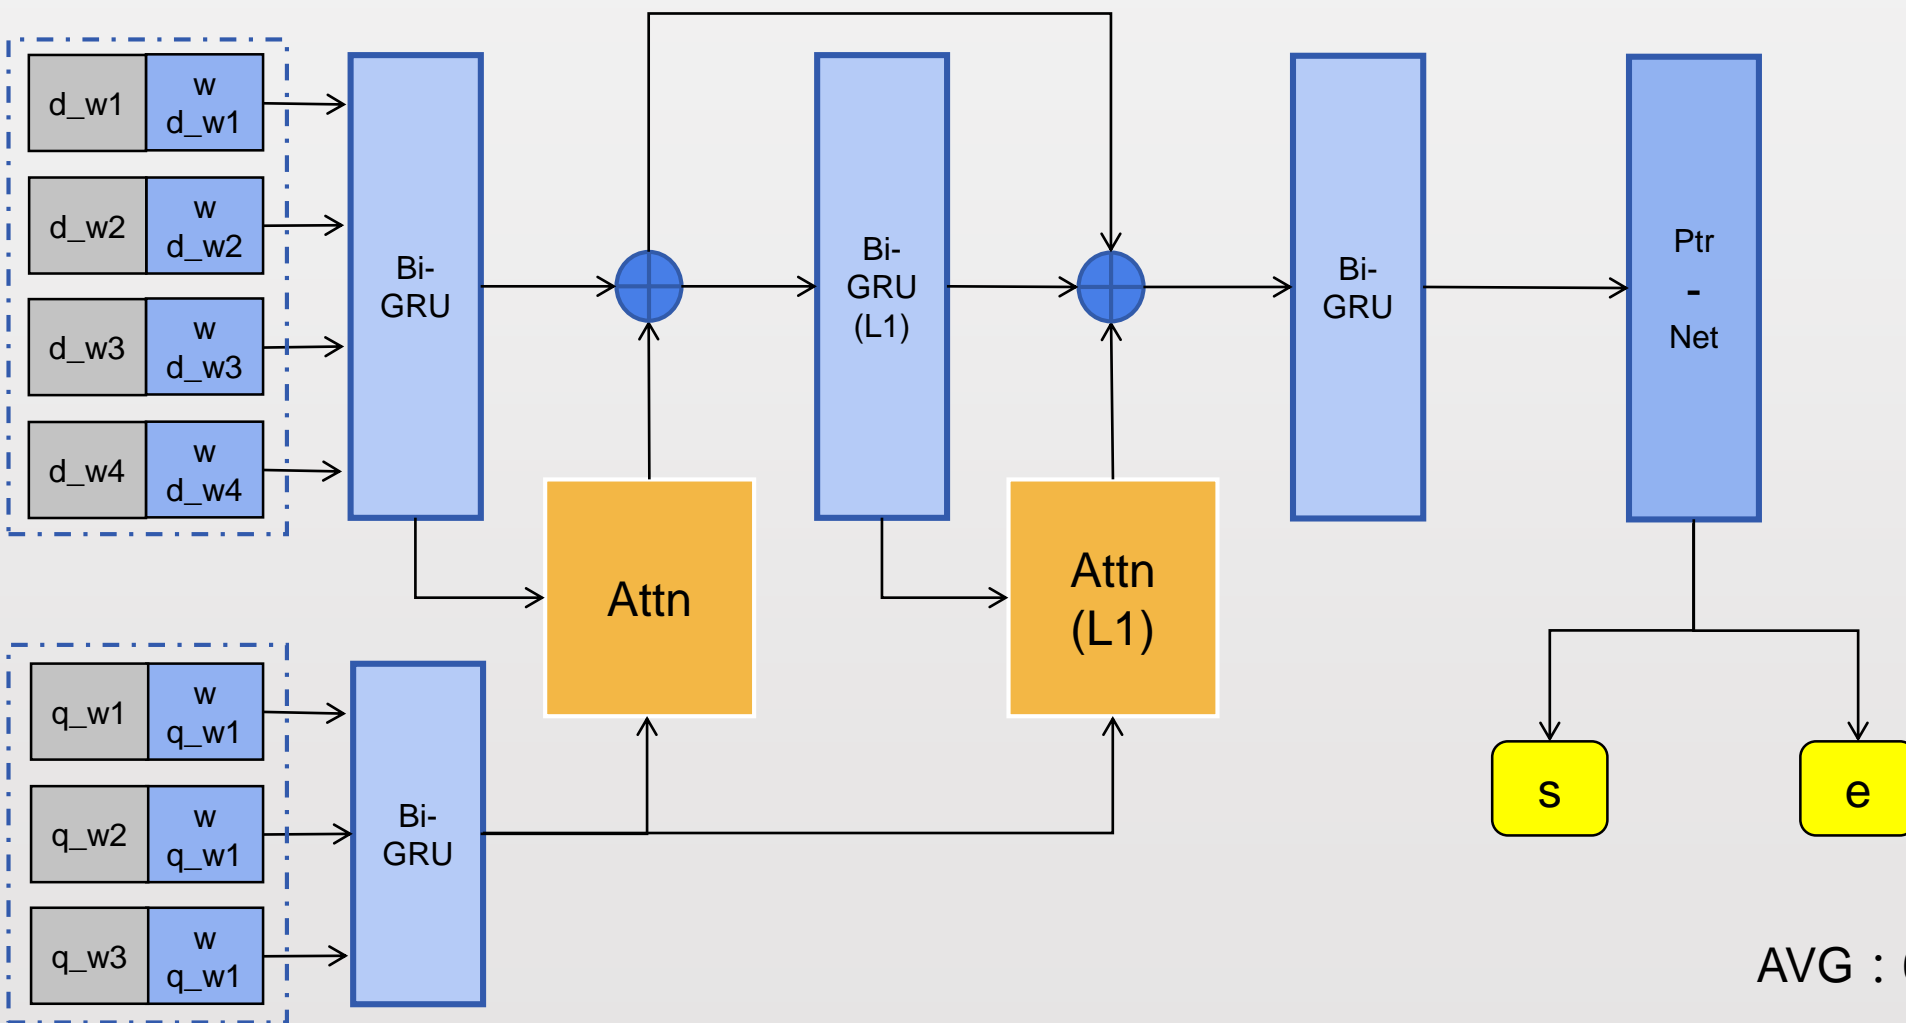 d_w1
w
d_w1
d_w2
w
d_w2
d_w3
w
d_w3
d_w4
w
d_w4
Bi-
GRU
Bi-
GRU
(L1)
Bi-
GRU
Ptr
-
Net
Attn
Attn
(L1)
q_w1
w
q_w1
q_w2
w
q_w1
q_w3
w
q_w1
Bi-
GRU
s
e
AVG :